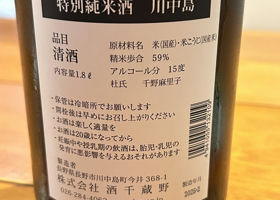 特別純米酒 川中島
品目
清酒
内容量1.8ℓ
原材料名 米(国産)・米こうじ(国産米)
精米歩合 59%
アルコール分 15度
杜氏 千野麻里子
・保管は冷暗所でお願いします
・開栓後は早めにお召し上がりください
・お酒は楽しく適量を
・お酒は20歳になってから
・妊娠中や授乳期の飲酒は、胎児・乳児の
発育に悪影響を与えるおそれがあります
製造者
長野県長野市川中島町今井368-1
株式会社 酒千蔵野
026-284-4062
製造年月